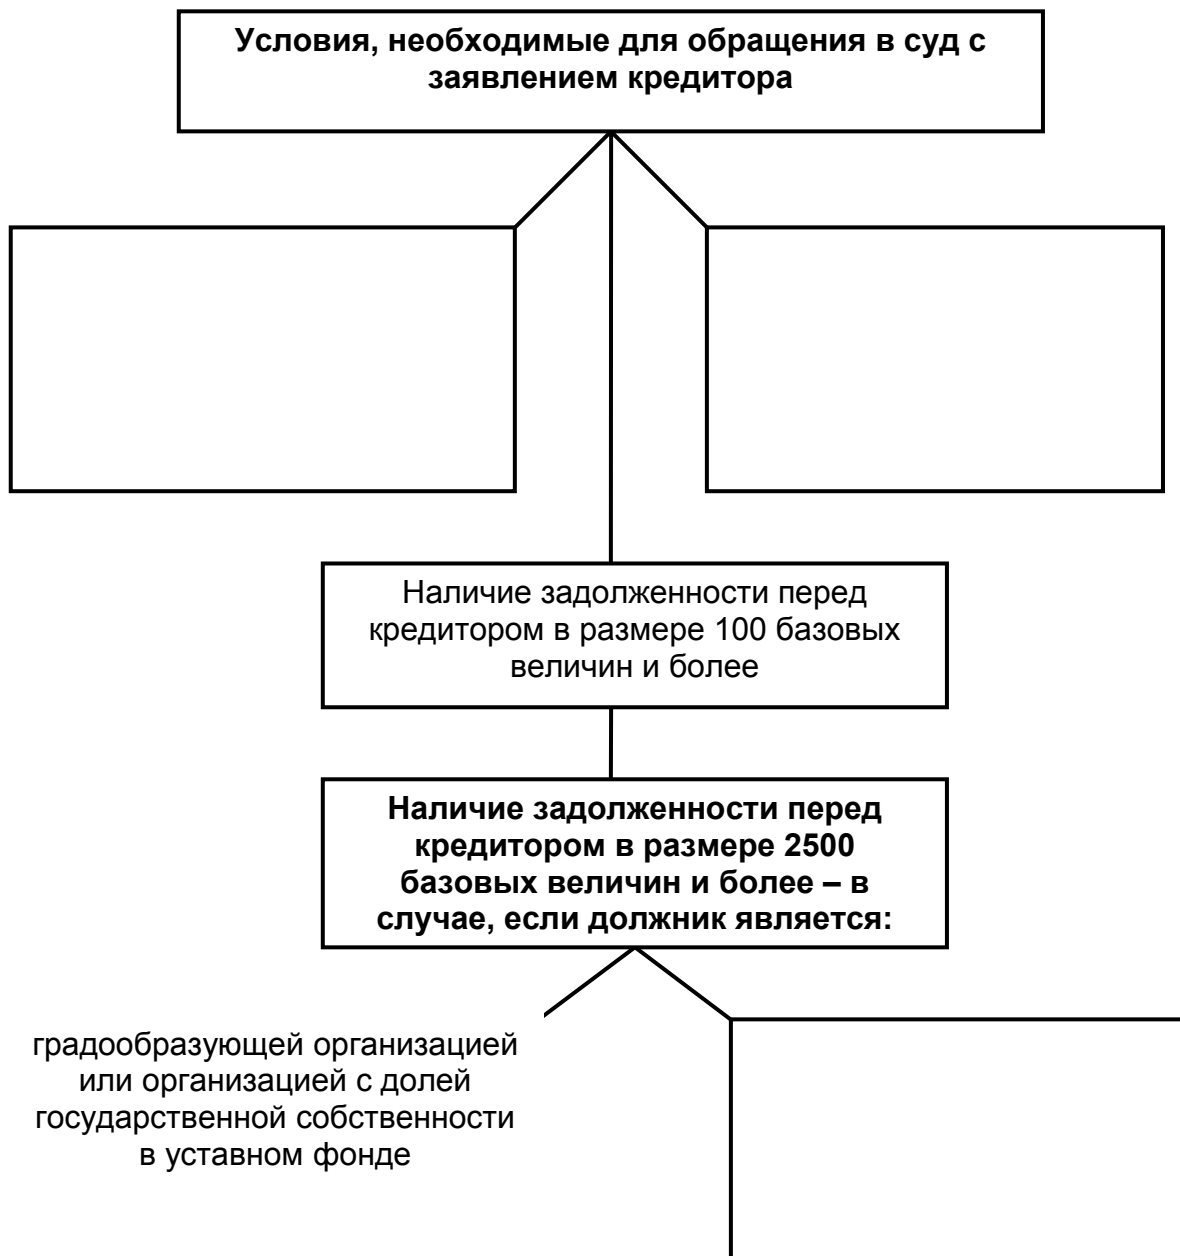 Условия, необходимые для обращения в суд с
заявлением кредитора
Наличие задолженности перед
кредитором в размере 100 базовых
величин и более
Наличие задолженности перед
кредитором в размере 2500
базовых величин и более – в
случае, если должник является:
градообразующей организацией
или организацией с долей
государственной собственности
в уставном фонде